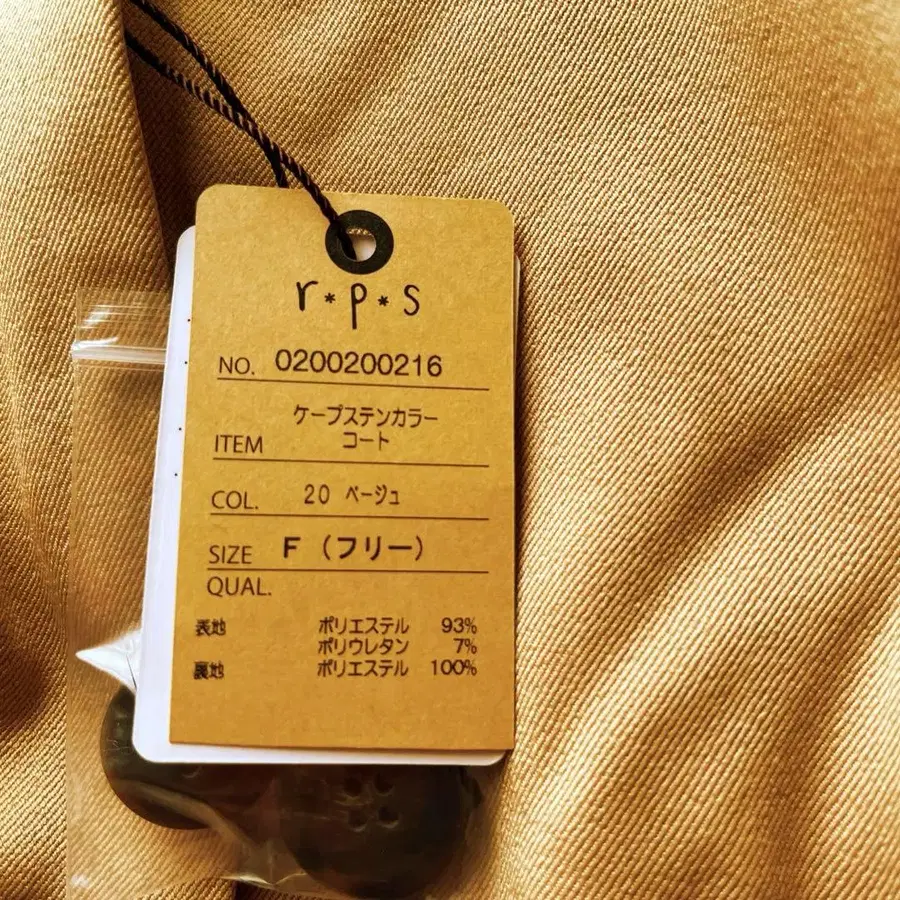 r*p*s
NO. 0200200216
ケープステンカラー
ITEM コート
COL. 20 ベージュ
SIZE F (フリー)
QUAL.
表地 ポリエステル 93%
ポリウレタン 7%
裏地 ポリエステル 100%